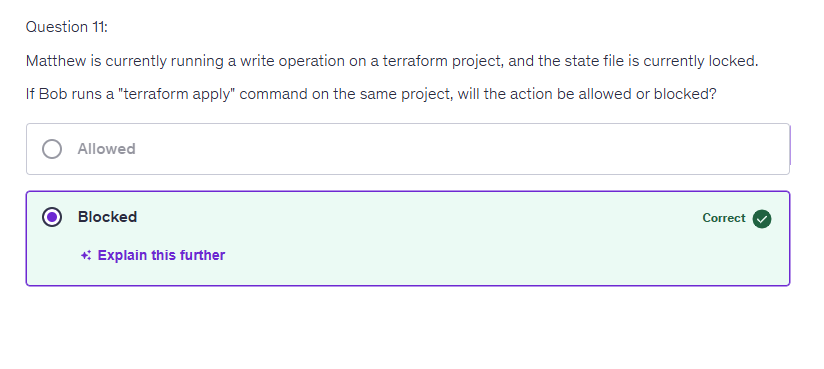 Question 11:
Matthew is currently running a write operation on a terraform project, and the state file is currently locked.
If Bob runs a "terraform apply" command on the same project, will the action be allowed or blocked?
Allowed
Blocked
Correct
Explain this further